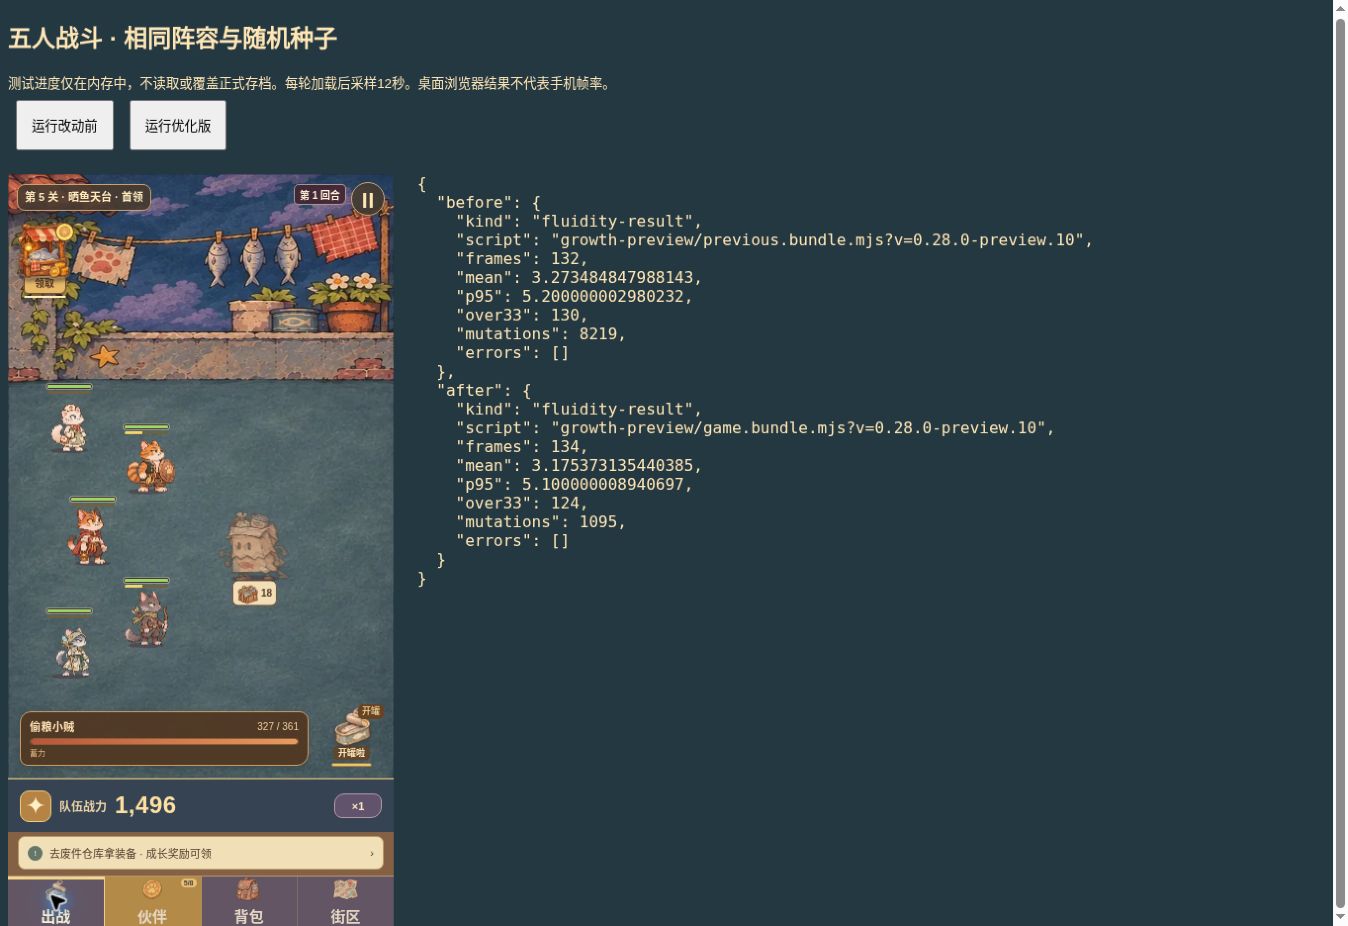 五人战斗 · 相同阵容与随机种子
测试进度仅在内存中，不读取或覆盖正式存档。每轮加载后采样12秒。桌面浏览器结果不代表手机帧率。
运行改动前
运行优化版
第 5 关 · 晒鱼天台 · 首领
第 1 回合
领取
18
偷粮小贼
327 / 361
蓄力
开罐
开罐啦
队伍战力 1,496
×1
去废件仓库拿装备 · 成长奖励可领
›
出战
伙伴
5/8
背包
街区
{
"before": {
"kind": "fluidity-result",
"script": "growth-preview/previous.bundle.mjs?v=0.28.0-preview.10",
"frames": 132,
"mean": 3.273484847988143,
"p95": 5.200000002980232,
"over33": 130,
"mutations": 8219,
"errors": []
},
"after": {
"kind": "fluidity-result",
"script": "growth-preview/game.bundle.mjs?v=0.28.0-preview.10",
"frames": 134,
"mean": 3.175373135440385,
"p95": 5.100000008940697,
"over33": 124,
"mutations": 1095,
"errors": []
}
}